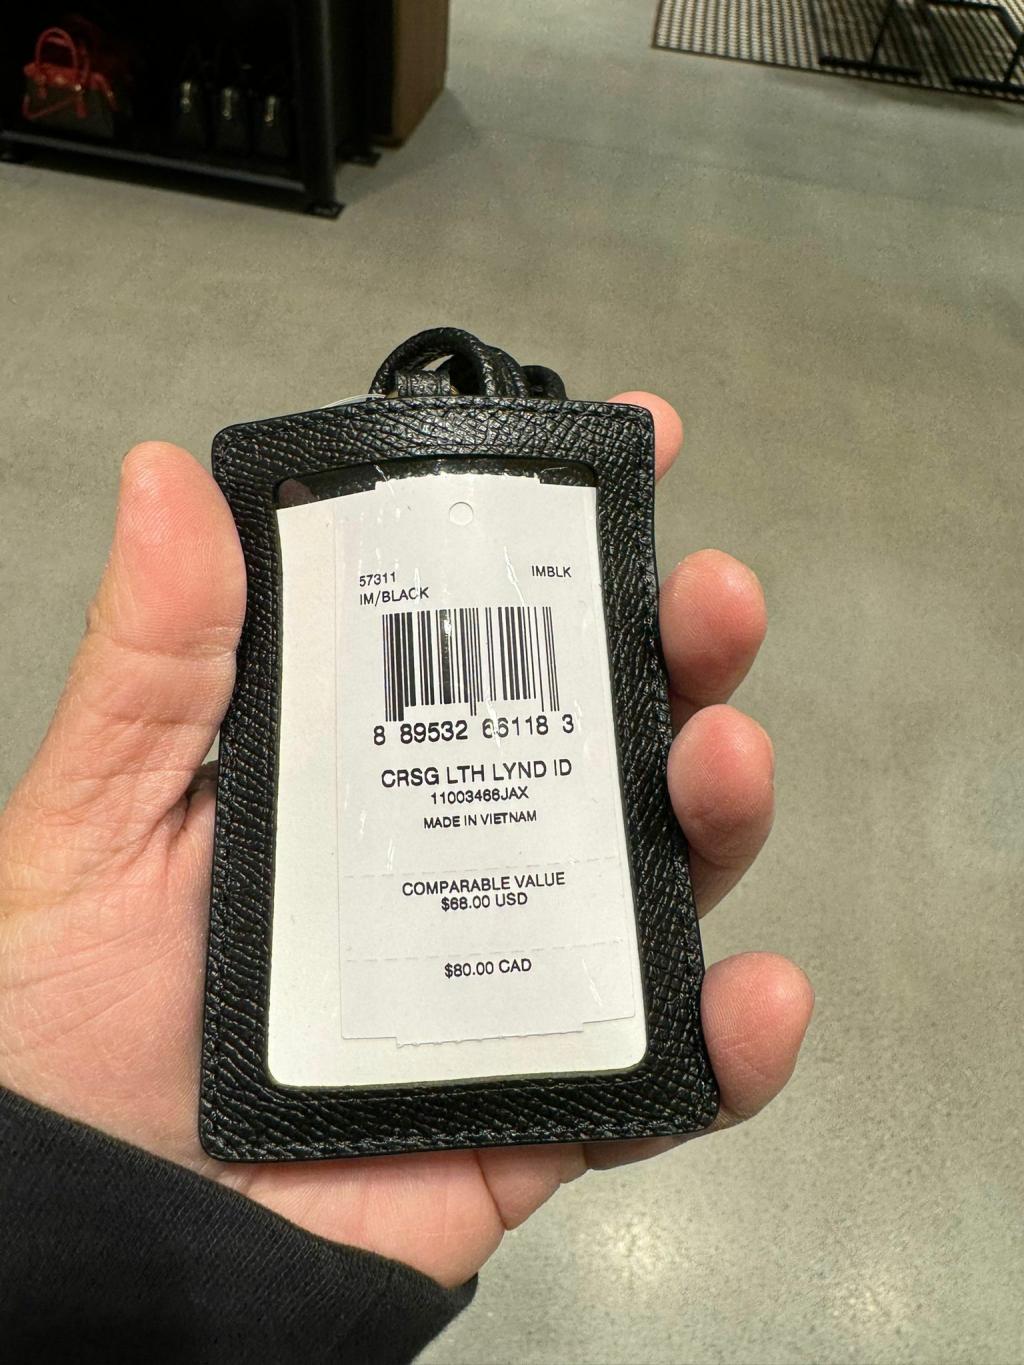 57311 IMBLK
IM/BLACK
8 89532 66118 3
CRSG LTH LYND ID
11003466JAX
MADE IN VIETNAM
COMPARABLE VALUE
$68.00 USD
$80.00 CAD